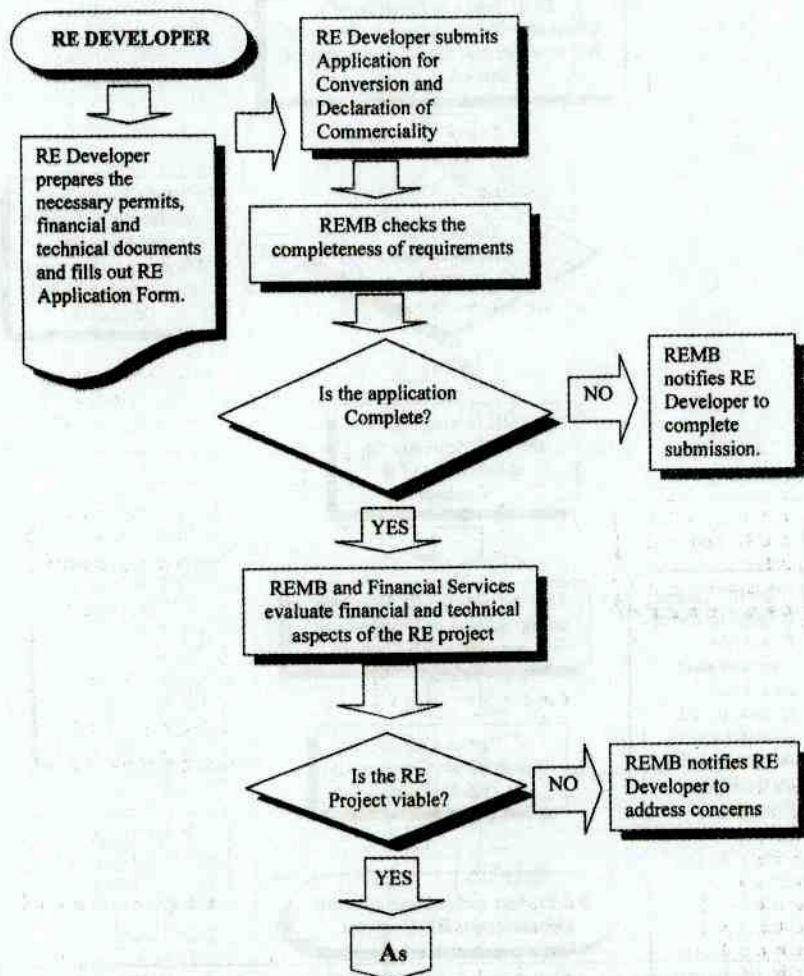 RE DEVELOPER
RE Developer
prepares the
necessary permits,
financial and
technical documents
and fills out RE
Application Form.
RE Developer submits
Application for
Conversion and
Declaration of
Commerciality
REMB checks the
completeness of requirements
Is the application
Complete?
NO
REMB
notifies RE
Developer to
complete
submission.
YES
REMB and Financial Services
evaluate financial and technical
aspects of the RE project
Is the RE
Project viable?
NO
REMB notifies RE
Developer to
address concerns
YES
As